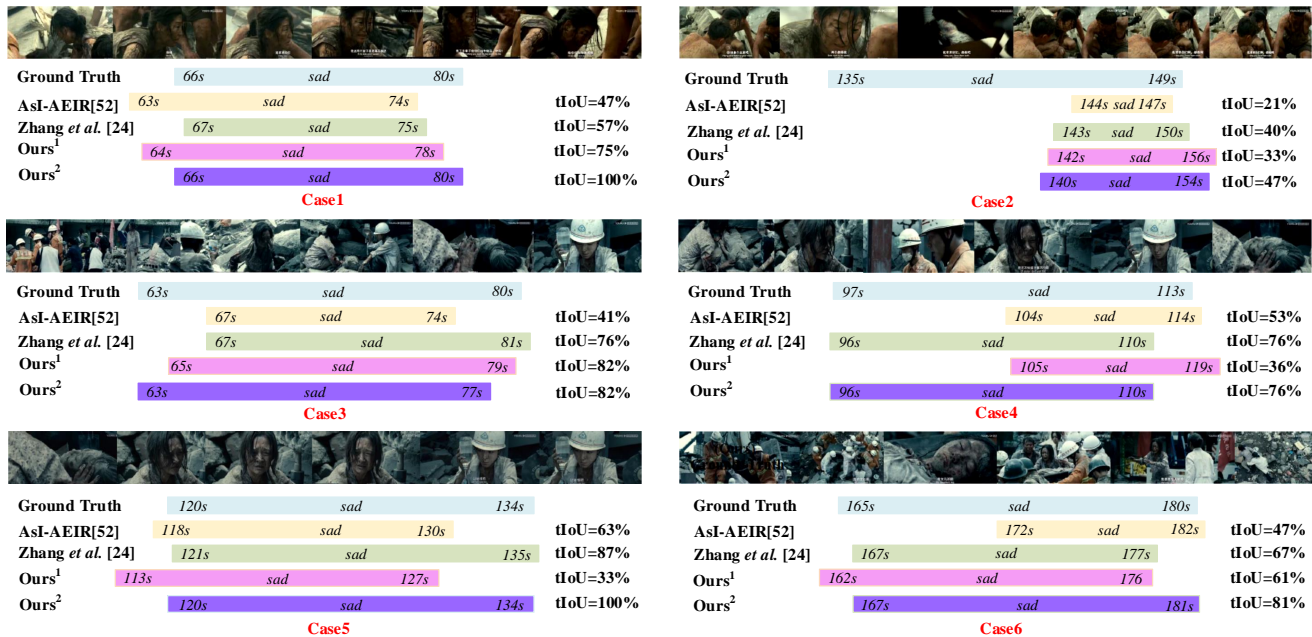 Ground Truth 66s sad 80s
AsI-AEIR[52] 63s sad 74s tIoU=47%
Zhang et al. [24] 67s sad 75s tIoU=57%
Ours1 64s sad 78s tIoU=75%
Ours2 66s sad 80s tIoU=100%
Case1
Ground Truth 135s sad 149s
AsI-AEIR[52] 144s sad 147s tIoU=21%
Zhang et al. [24] 143s sad 150s tIoU=40%
Ours1 142s sad 156s tIoU=33%
Ours2 140s sad 154s tIoU=47%
Case2
Ground Truth 63s sad 80s
AsI-AEIR[52] 67s sad 74s tIoU=41%
Zhang et al. [24] 67s sad 81s tIoU=76%
Ours1 65s sad 79s tIoU=82%
Ours2 63s sad 77s tIoU=82%
Case3
Ground Truth 97s sad 113s
AsI-AEIR[52] 104s sad 114s tIoU=53%
Zhang et al. [24] 96s sad 110s tIoU=76%
Ours1 105s sad 119s tIoU=36%
Ours2 96s sad 110s tIoU=76%
Case4
Ground Truth 120s sad 134s
AsI-AEIR[52] 118s sad 130s tIoU=63%
Zhang et al. [24] 121s sad 135s tIoU=87%
Ours1 113s sad 127s tIoU=33%
Ours2 120s sad 134s tIoU=100%
Case5
Ground Truth 165s sad 180s
AsI-AEIR[52] 172s sad 182s tIoU=47%
Zhang et al. [24] 167s sad 177s tIoU=67%
Ours1 162s sad 176 tIoU=61%
Ours2 167s sad 181s tIoU=81%
Case6